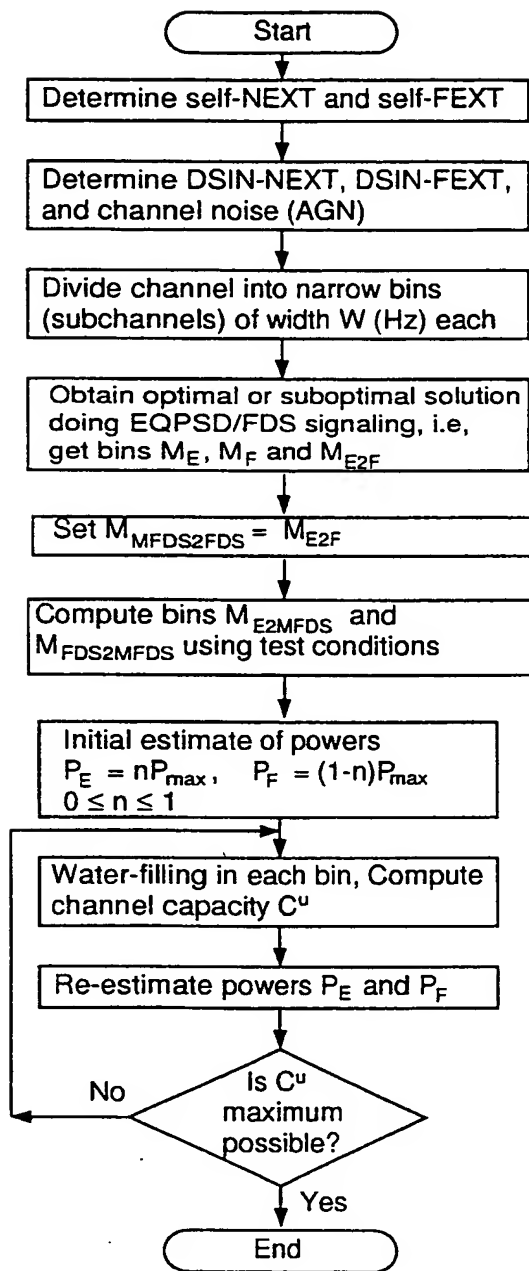 Start
Determine self-NEXT and self-FEXT
Determine DSIN-NEXT, DSIN-FEXT,
and channel noise (AGN)
Divide channel into narrow bins
(subchannels) of width W (Hz) each
Obtain optimal or suboptimal solution
doing EQPSD/FDS signaling, i.e,
get bins M_E, M_F and M_E2F
Set M_MFDS2FDS = M_E2F
Compute bins M_E2MFDS and
M_FDS2MFDS using test conditions
Initial estimate of powers
P_E = nP_max, P_F = (1-n)P_max
0 ≤ n ≤ 1
Water-filling in each bin, Compute
channel capacity C^u
Re-estimate powers P_E and P_F
No
Is C^u
maximum
possible?
Yes
End